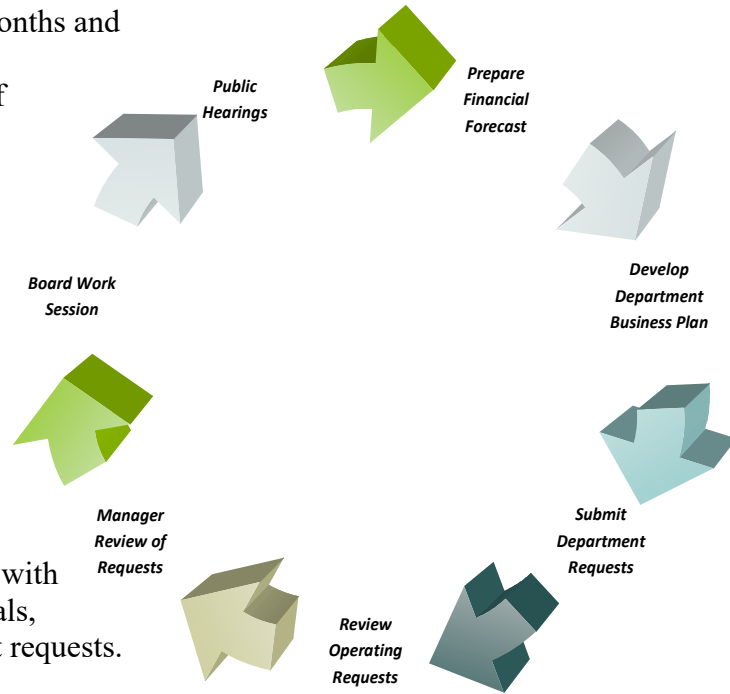 onths and
f
Public
Hearings
Prepare
Financial
Forecast
Develop
Department
Business Plan
Board Work
Session
Submit
Department
Requests
Manager
Review of
Requests
Review
Operating
Requests
with
als,
t requests.